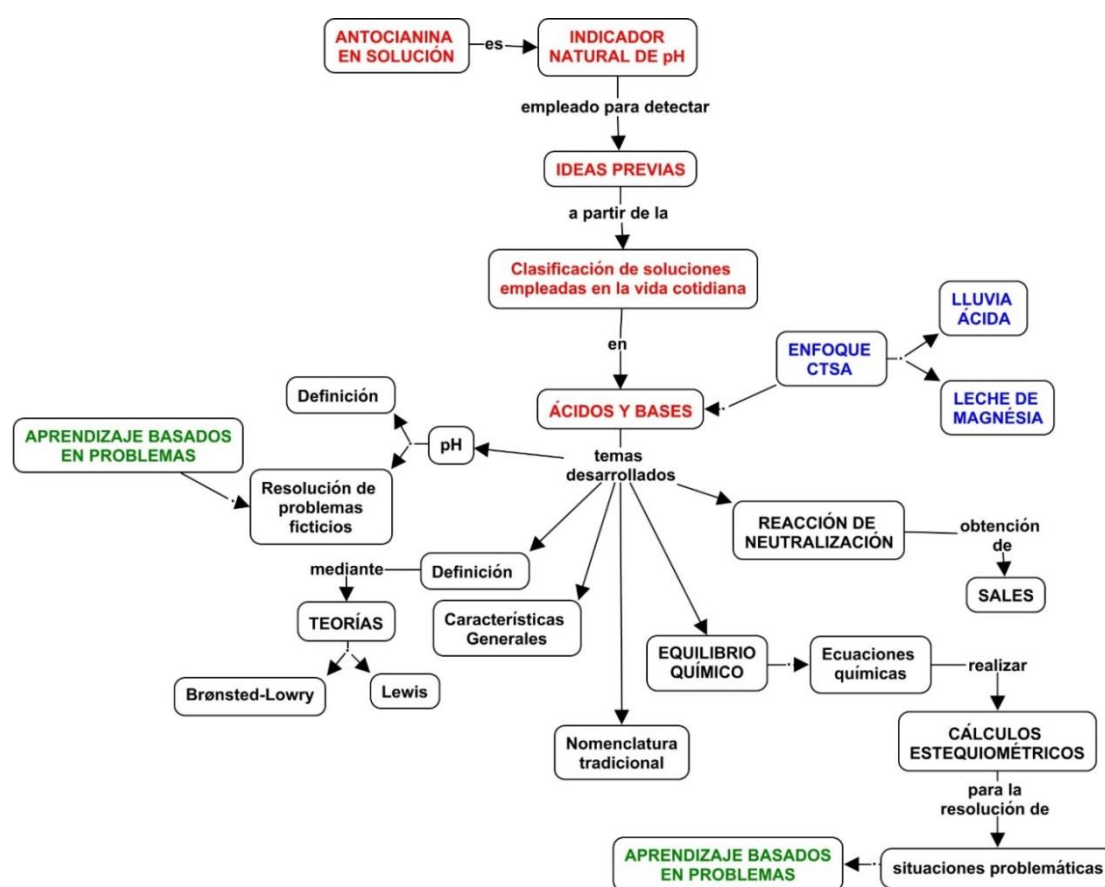 ANTOCIANINA
EN SOLUCIÓN
es
INDICADOR
NATURAL DE pH
empleado para detectar
IDEAS PREVIAS
a partir de la
Clasificación de soluciones
empleadas en la vida cotidiana
en
ÁCIDOS Y BASES
ENFOQUE
CTSA
LLUVIA
ÁCIDA
LECHE DE
MAGNÉSIA
temas
desarrollados
pH
Definición
Resolución de
problemas
ficticios
APRENDIZAJE BASADOS
EN PROBLEMAS
Definición
mediante
TEORÍAS
Brønsted-Lowry
Lewis
Características
Generales
Nomenclatura
tradicional
EQUILIBRIO
QUÍMICO
Ecuaciones
químicas
realizar
CÁLCULOS
ESTEQUIOMÉTRICOS
para la
resolución de
situaciones problemáticas
APRENDIZAJE BASADOS
EN PROBLEMAS
REACCIÓN DE
NEUTRALIZACIÓN
obtención
de
SALES